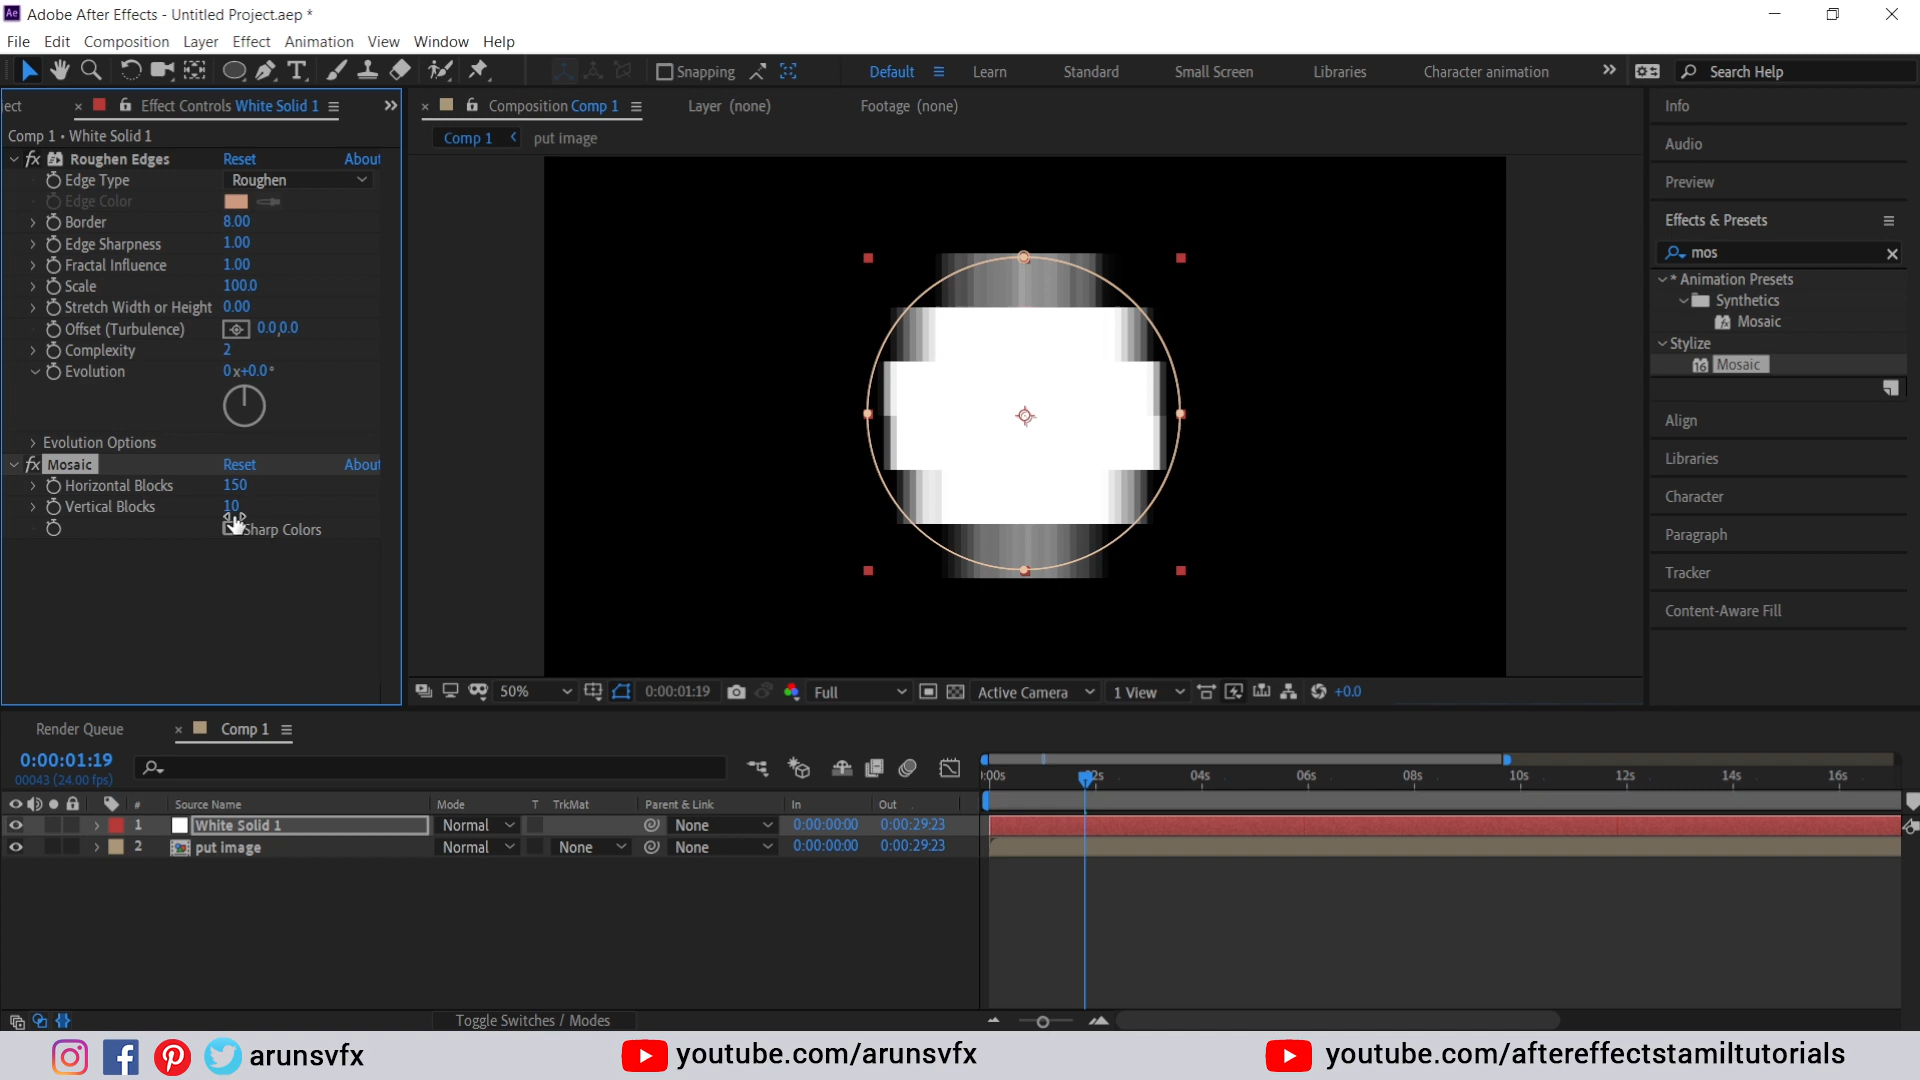 Ae Adobe After Effects - Untitled Project.aep *
File Edit Composition Layer Effect Animation View Window Help
Snapping Default Learn Standard Small Screen Libraries Character animation Search Help
ject Effect Controls White Solid 1
Composition Comp 1 Layer (none) Footage (none)
Comp 1 • White Solid 1
Comp 1 put image
fx Roughen Edges Reset About
Edge Type Roughen
Edge Color
Border 8.00
Edge Sharpness 1.00
Fractal Influence 1.00
Scale 100.0
Stretch Width or Height 0.00
Offset (Turbulence) 0.0,0.0
Complexity 2
Evolution 0x+0.0°
Evolution Options
fx Mosaic Reset About
Horizontal Blocks 150
Vertical Blocks 10
Sharp Colors
50% 0:00:01:19 Full Active Camera 1 View +0.0
Info
Audio
Preview
Effects & Presets
mos
* Animation Presets
Synthetics
Mosaic
Stylize
16 Mosaic
Align
Libraries
Character
Paragraph
Tracker
Content-Aware Fill
Render Queue Comp 1
0:00:01:19
00043 (24.00 fps)
):00s 02s 04s 06s 08s 10s 12s 14s 16s
# Source Name Mode T TrkMat Parent & Link In Out
1 White Solid 1 Normal None 0:00:00:00 0:00:29:23
2 put image Normal None None 0:00:00:00 0:00:29:23
Toggle Switches / Modes
arunsvfx youtube.com/arunsvfx youtube.com/aftereffectstamiltutorials